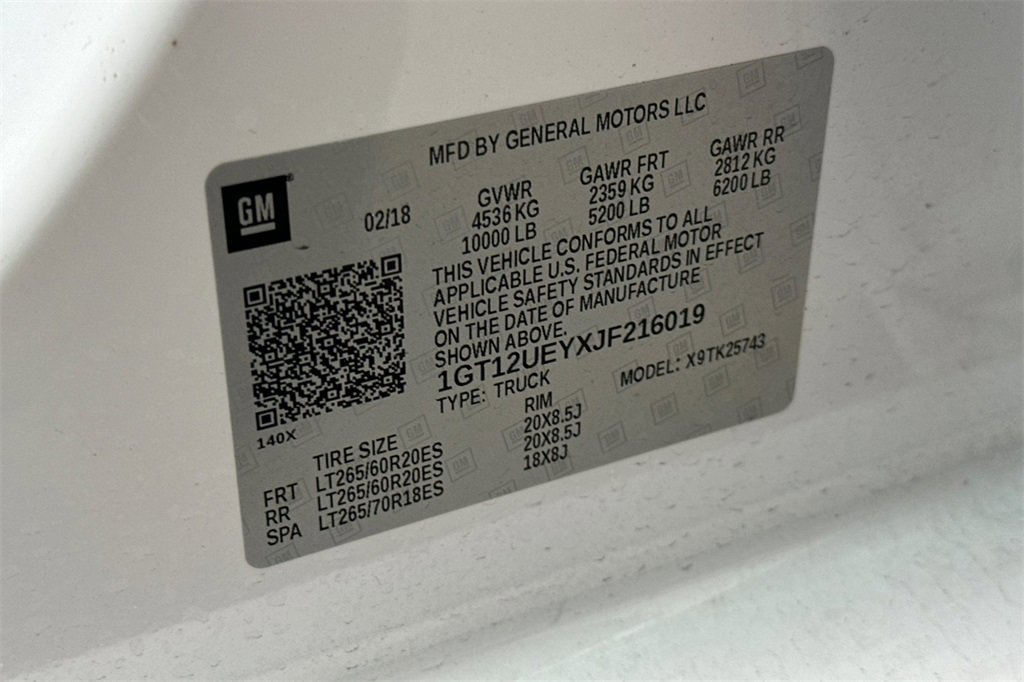 MFD BY GENERAL MOTORS LLC
GM
02/18
GVWR GAWR FRT GAWR RR
4536 KG 2359 KG 2812 KG
10000 LB 5200 LB 6200 LB
THIS VEHICLE CONFORMS TO ALL
APPLICABLE U.S. FEDERAL MOTOR
VEHICLE SAFETY STANDARDS IN EFFECT
ON THE DATE OF MANUFACTURE
SHOWN ABOVE.
1GT12UEYXJF216019
TYPE: TRUCK MODEL: X9TK25743
140X
TIRE SIZE RIM
FRT LT265/60R20ES 20X8.5J
RR LT265/60R20ES 20X8.5J
SPA LT265/70R18ES 18X8J